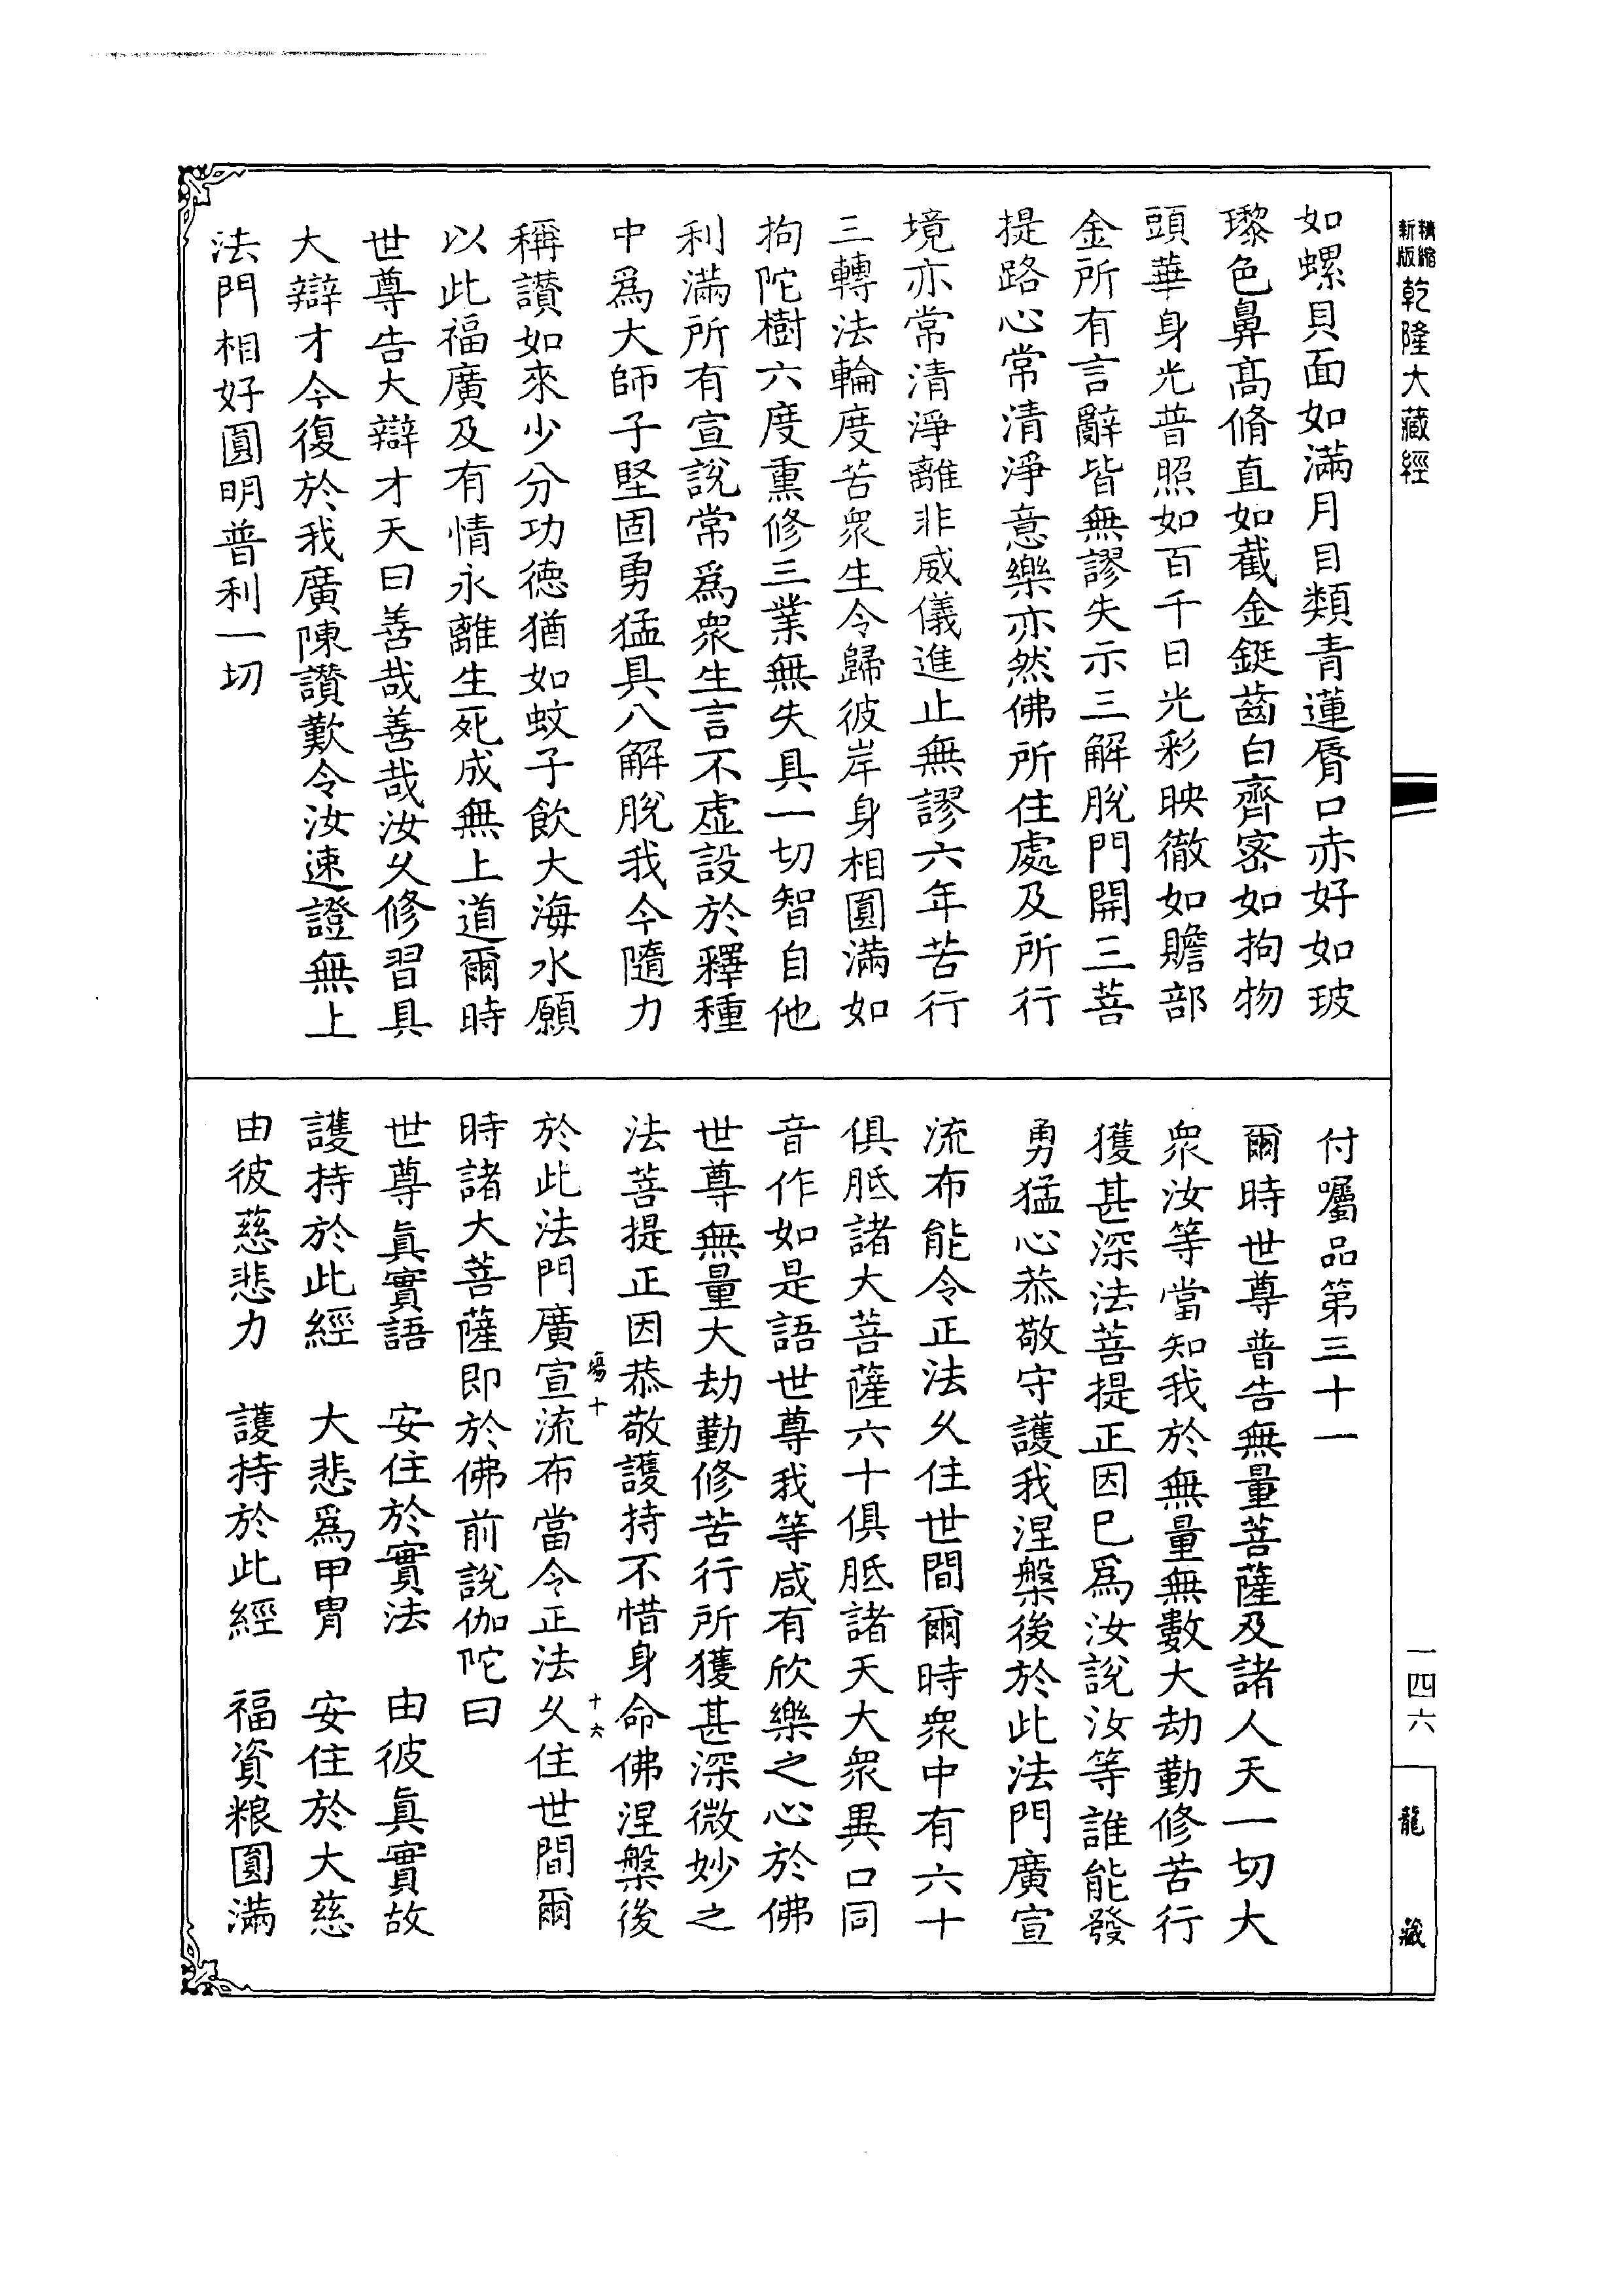 精縮新版乾隆大藏經
如螺貝面如滿月目類青蓮脣口赤好如玻
瓈色鼻髙脩直如截金鋌齒白齊密如拘物
頭華身光普照如百千日光彩映徹如贍部
金所有言辭皆無謬失示三解脫門開三菩
提路心常清淨意樂亦然佛所住處及所行
境亦常清淨離非威儀進止無謬六年苦行
三轉法輪度苦衆生令歸彼岸身相圓滿如
拘陀樹六度熏修三業無失具一切智自他
利滿所有宣說常爲衆生言不虛設於釋種
中爲大師子堅固勇猛具八解脫我今隨力
稱讚如來少分功德猶如蚊子飲大海水願
以此福廣及有情永離生死成無上道爾時
世尊告大辯才天曰善哉善哉汝久修習具
大辯才今復於我廣陳讚歎令汝速證無上
法門相好圓明普利一切
付囑品第三十一
爾時世尊普告無量菩薩及諸人天一切大
衆汝等當知我於無量無數大劫勤修苦行
獲甚深法菩提正因已爲汝說汝等誰能發
勇猛心恭敬守護我涅槃後於此法門廣宣
流布能令正法久住世間爾時衆中有六十
俱胝諸大菩薩六十俱胝諸天大衆異口同
音作如是語世尊我等咸有欣樂之心於佛
世尊無量大劫勤修苦行所獲甚深微妙之
法菩提正因恭敬護持不惜身命佛涅槃後
十　十六
於此法門廣宣流布當令正法久住世間爾
時諸大菩薩即於佛前說伽陀曰
世尊眞實語　安住於實法　由彼眞實故
護持於此經　大悲爲甲冑　安住於大慈
由彼慈悲力　護持於此經　福資粮圓滿
一四六
龍藏